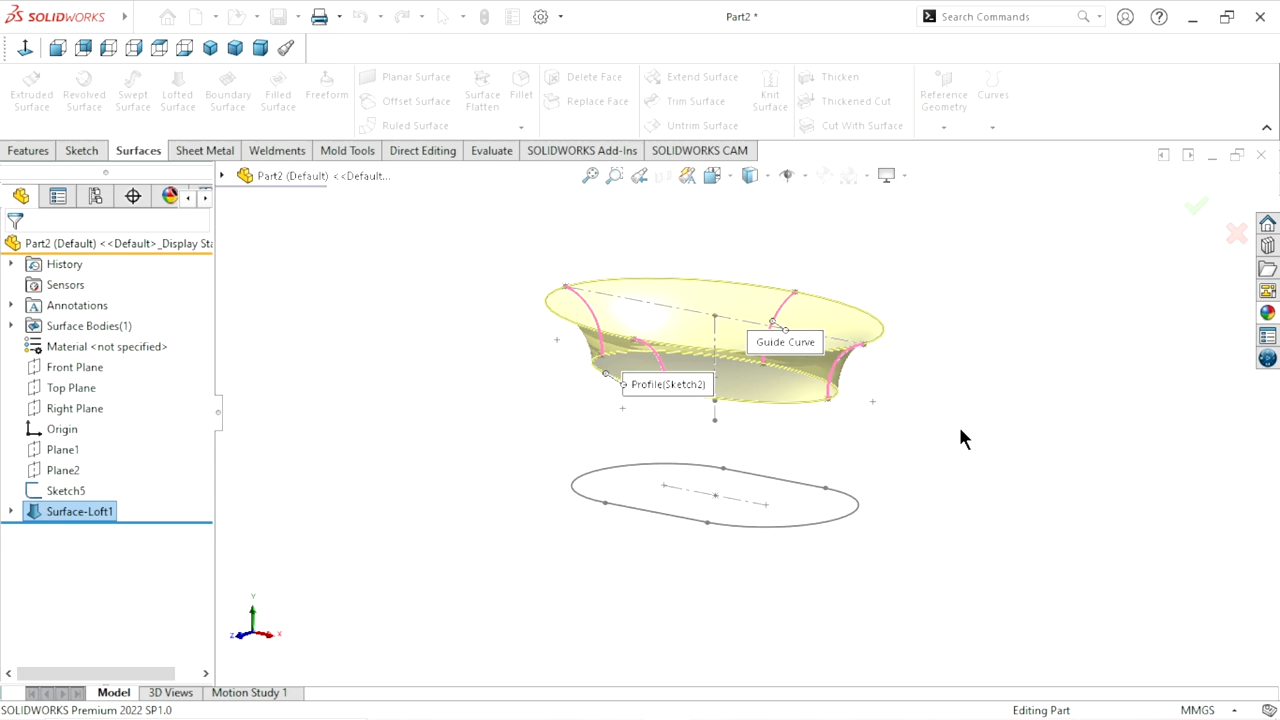 SOLIDWORKS
Part2 *
Search Commands
Extruded Surface
Revolved Surface
Swept Surface
Lofted Surface
Boundary Surface
Filled Surface
Freeform
Planar Surface
Offset Surface
Ruled Surface
Surface Flatten
Fillet
Delete Face
Replace Face
Extend Surface
Trim Surface
Untrim Surface
Knit Surface
Thicken
Thickened Cut
Cut With Surface
Reference Geometry
Curves
Features
Sketch
Surfaces
Sheet Metal
Weldments
Mold Tools
Direct Editing
Evaluate
SOLIDWORKS Add-Ins
SOLIDWORKS CAM
Part2 (Default) <<Default...
Part2 (Default) <<Default>_Display Sta
History
Sensors
Annotations
Surface Bodies(1)
Material <not specified>
Front Plane
Top Plane
Right Plane
Origin
Plane1
Plane2
Sketch5
Surface-Loft1
Guide Curve
Profile(Sketch2)
Y
Z
X
Model
3D Views
Motion Study 1
SOLIDWORKS Premium 2022 SP1.0
Editing Part
MMGS